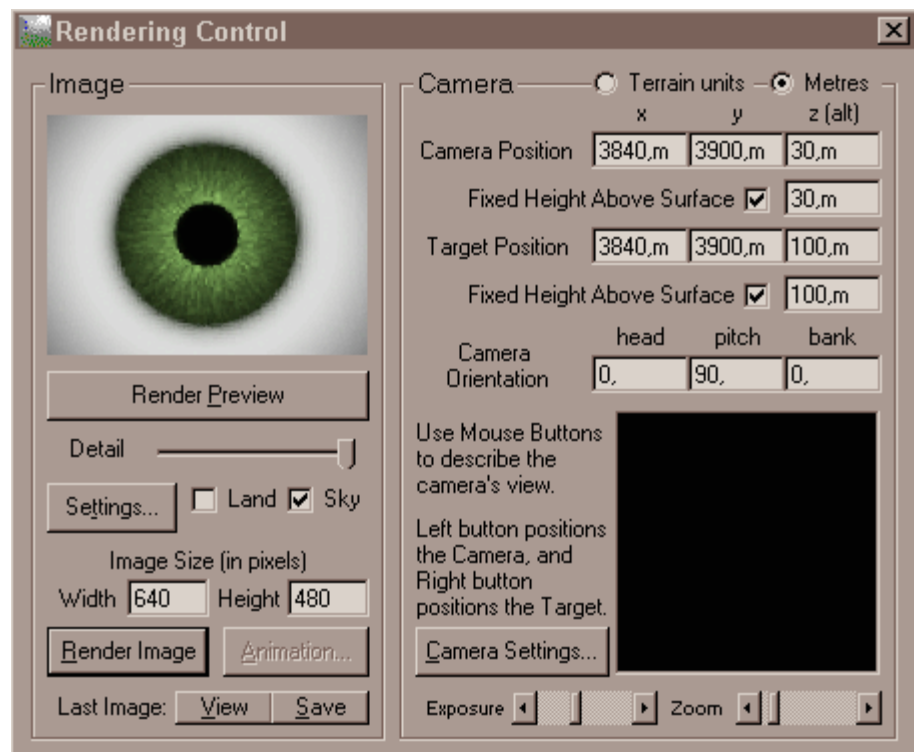 Rendering Control
Image
Render Preview
Detail
Settings...
Land
Sky
Image Size (in pixels)
Width 640 Height 480
Render Image
Animation...
Last Image: View Save
Camera Terrain units Metres
x y z (alt)
Camera Position 3840,m 3900,m 30,m
Fixed Height Above Surface 30,m
Target Position 3840,m 3900,m 100,m
Fixed Height Above Surface 100,m
head pitch bank
Camera
Orientation
0, 90, 0,
Use Mouse Buttons
to describe the
camera's view.
Left button positions
the Camera, and
Right button
positions the Target.
Camera Settings...
Exposure Zoom